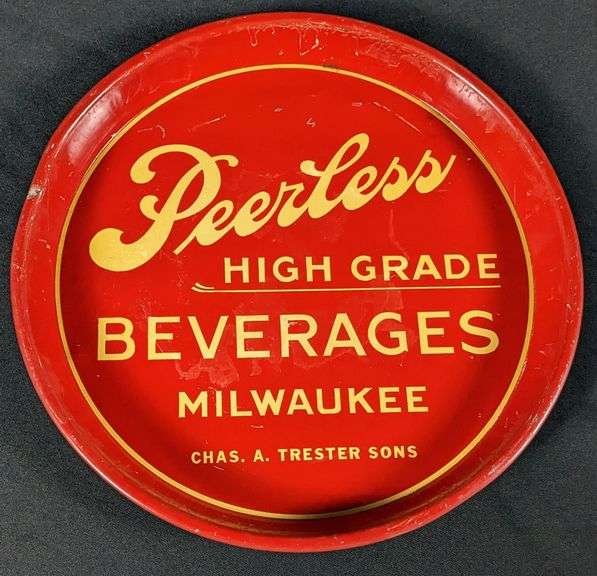 Peerless
HIGH GRADE
BEVERAGES
MILWAUKEE
CHAS. A. TRESTER SONS